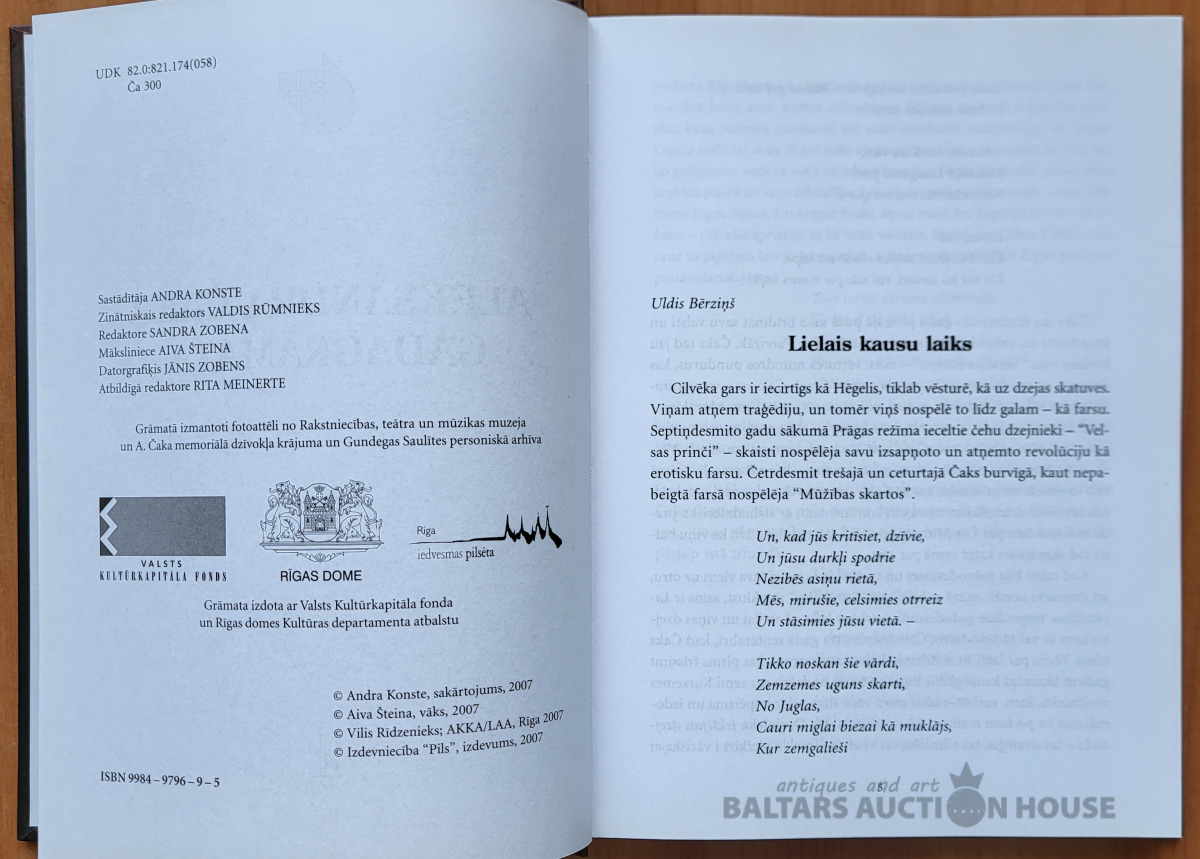 UDK 82.0:821.174(058)
Ča 300
Sastādītāja ANDRA KONSTE
Zinātniskais redaktors VALDIS RŪMNIEKS
Redaktore SANDRA ZOBENA
Māksliniece AIVA ŠTEINA
Datorgrafiķis JĀNIS ZOBENS
Atbildīgā redaktore RITA MEINERTE
Grāmatā izmantoti fotoattēli no Rakstniecības, teātra un mūzikas muzeja
un A. Čaka memoriālā dzīvokļa krājuma un Gundegas Saulītes personiskā arhīva
VALSTS
KULTŪRKAPITĀLA FONDS
RĪGAS DOME
Rīga
iedvesmas pilsēta
Grāmata izdota ar Valsts Kultūrkapitāla fonda
un Rīgas domes Kultūras departamenta atbalstu
© Andra Konste, sakārtojums, 2007
© Aiva Šteina, vāks, 2007
© Vilis Rīdzenieks; AKKA/LAA, Rīga 2007
© Izdevniecība “Pils”, izdevums, 2007
ISBN 9984–9796–9–5
Uldis Bērziņš
Lielais kausu laiks
Cilvēka gars ir iecirtīgs kā Hēgelis, tiklab vēsturē, kā uz dzejas skatuves.
Viņam atņem traģēdiju, un tomēr viņš nospēlē to līdz galam – kā farsu.
Septiņdesmito gadu sākumā Prāgas režīma ieceltie čehu dzejnieki – “Vel-
sas prinči” – skaisti nospēlēja savu izsapņoto un atņemto revolūciju kā
erotisku farsu. Četrdesmit trešajā un ceturtajā Čaks burvīgā, kaut nepa-
beigtā farsā nospēlēja “Mūžības skartos”.
Un, kad jūs kritīsiet, dzīvie,
Un jūsu durkļi spodrie
Nezibēs asiņu rietā,
Mēs, mirušie, celsimies otrreiz
Un stāsimies jūsu vietā. –
Tikko noskan šie vārdi,
Zemzemes uguns skarti,
No Juglas,
Cauri miglai biezai kā muklājs,
Kur zemgalieši
5
antiques and art
BALTARS AUCTION HOUSE